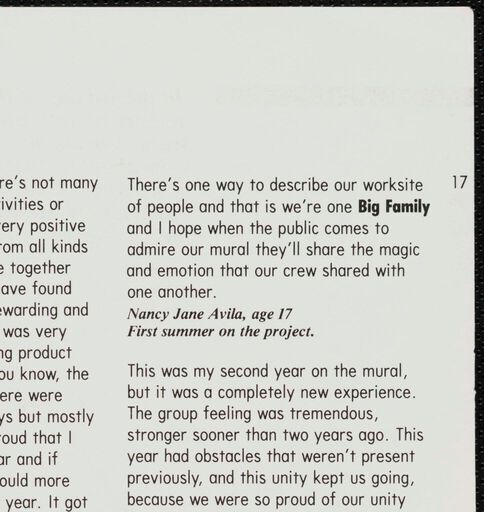 17
re's not many
ivities or
ery positive
rom all kinds
e together
ave found
ewarding and
was very
ng product
ou know, the
ere were
ys but mostly
roud that I
ar and if
ould more
year. It got
There's one way to describe our worksite
of people and that is we're one Big Family
and I hope when the public comes to
admire our mural they'll share the magic
and emotion that our crew shared with
one another.
Nancy Jane Avila, age 17
First summer on the project.
This was my second year on the mural,
but it was a completely new experience.
The group feeling was tremendous,
stronger sooner than two years ago. This
year had obstacles that weren't present
previously, and this unity kept us going,
because we were so proud of our unity